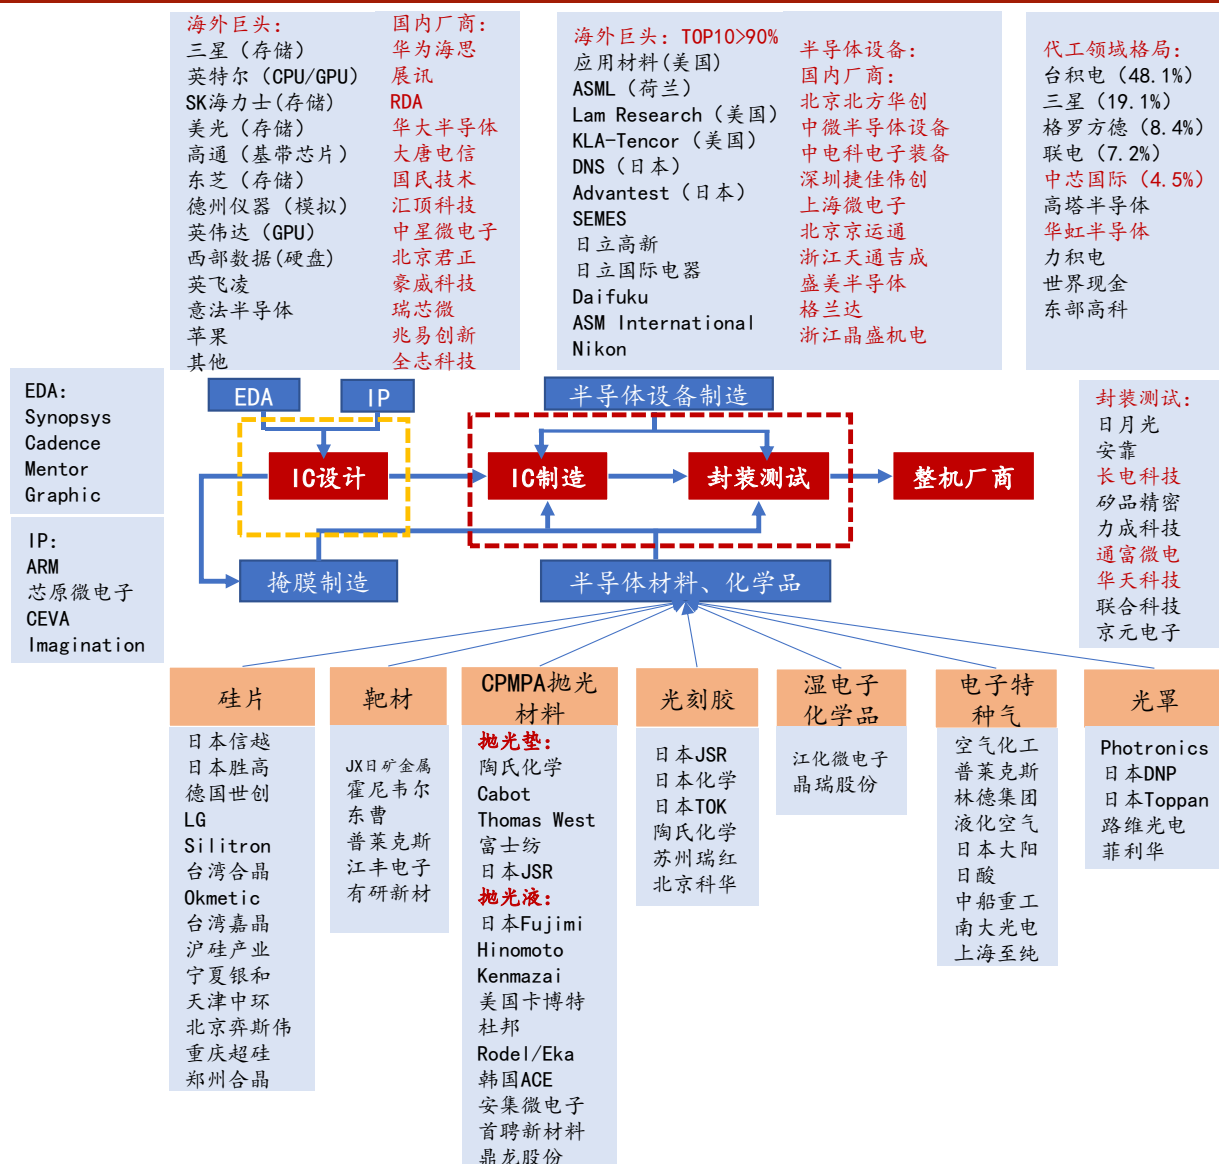 海外巨头：
三星（存储）
英特尔（CPU/GPU）
SK海力士(存储）
美光（存储）
高通（基带芯片）
东芝（存储）
德州仪器（模拟）
英伟达（GPU）
西部数据(硬盘）
英飞凌
意法半导体
苹果
其他
国内厂商：
华为海思
展讯
RDA
华大半导体
大唐电信
国民技术
汇顶科技
中星微电子
北京君正
豪威科技
瑞芯微
兆易创新
全志科技
海外巨头：TOP10>90%
应用材料(美国）
ASML（荷兰）
Lam Research（美国）
KLA-Tencor（美国）
DNS（日本）
Advantest（日本）
SEMES
日立高新
日立国际电器
Daifuku
ASM International
Nikon
半导体设备：
国内厂商：
北京北方华创
中微半导体设备
中电科电子装备
深圳捷佳伟创
上海微电子
北京京运通
浙江天通吉成
盛美半导体
格兰达
浙江晶盛机电
代工领域格局：
台积电（48.1%）
三星（19.1%）
格罗方德（8.4%）
联电（7.2%）
中芯国际（4.5%）
高塔半导体
华虹半导体
力积电
世界现金
东部高科
EDA：
Synopsys
Cadence
Mentor
Graphic
IP：
ARM
芯原微电子
CEVA
Imagination
EDA
IP
半导体设备制造
IC设计
IC制造
封装测试
整机厂商
掩膜制造
半导体材料、化学品
封装测试：
日月光
安靠
长电科技
矽品精密
力成科技
通富微电
华天科技
联合科技
京元电子
硅片
日本信越
日本胜高
德国世创
LG
Silitron
台湾合晶
Okmetic
台湾嘉晶
沪硅产业
宁夏银和
天津中环
北京弈斯伟
重庆超硅
郑州合晶
靶材
JX日矿金属
霍尼韦尔
东曹
普莱克斯
江丰电子
有研新材
CPMPA抛光
材料
抛光垫：
陶氏化学
Cabot
Thomas West
富士纺
日本JSR
抛光液：
日本Fujimi
Hinomoto
Kenmazai
美国卡博特
杜邦
Rodel/Eka
韩国ACE
安集微电子
首聘新材料
鼎龙股份
光刻胶
日本JSR
日本化学
日本TOK
陶氏化学
苏州瑞红
北京科华
湿电子
化学品
江化微电子
晶瑞股份
电子特
种气
空气化工
普莱克斯
林德集团
液化空气
日本大阳
日酸
中船重工
南大光电
上海至纯
光罩
Photronics
日本DNP
日本Toppan
路维光电
菲利华